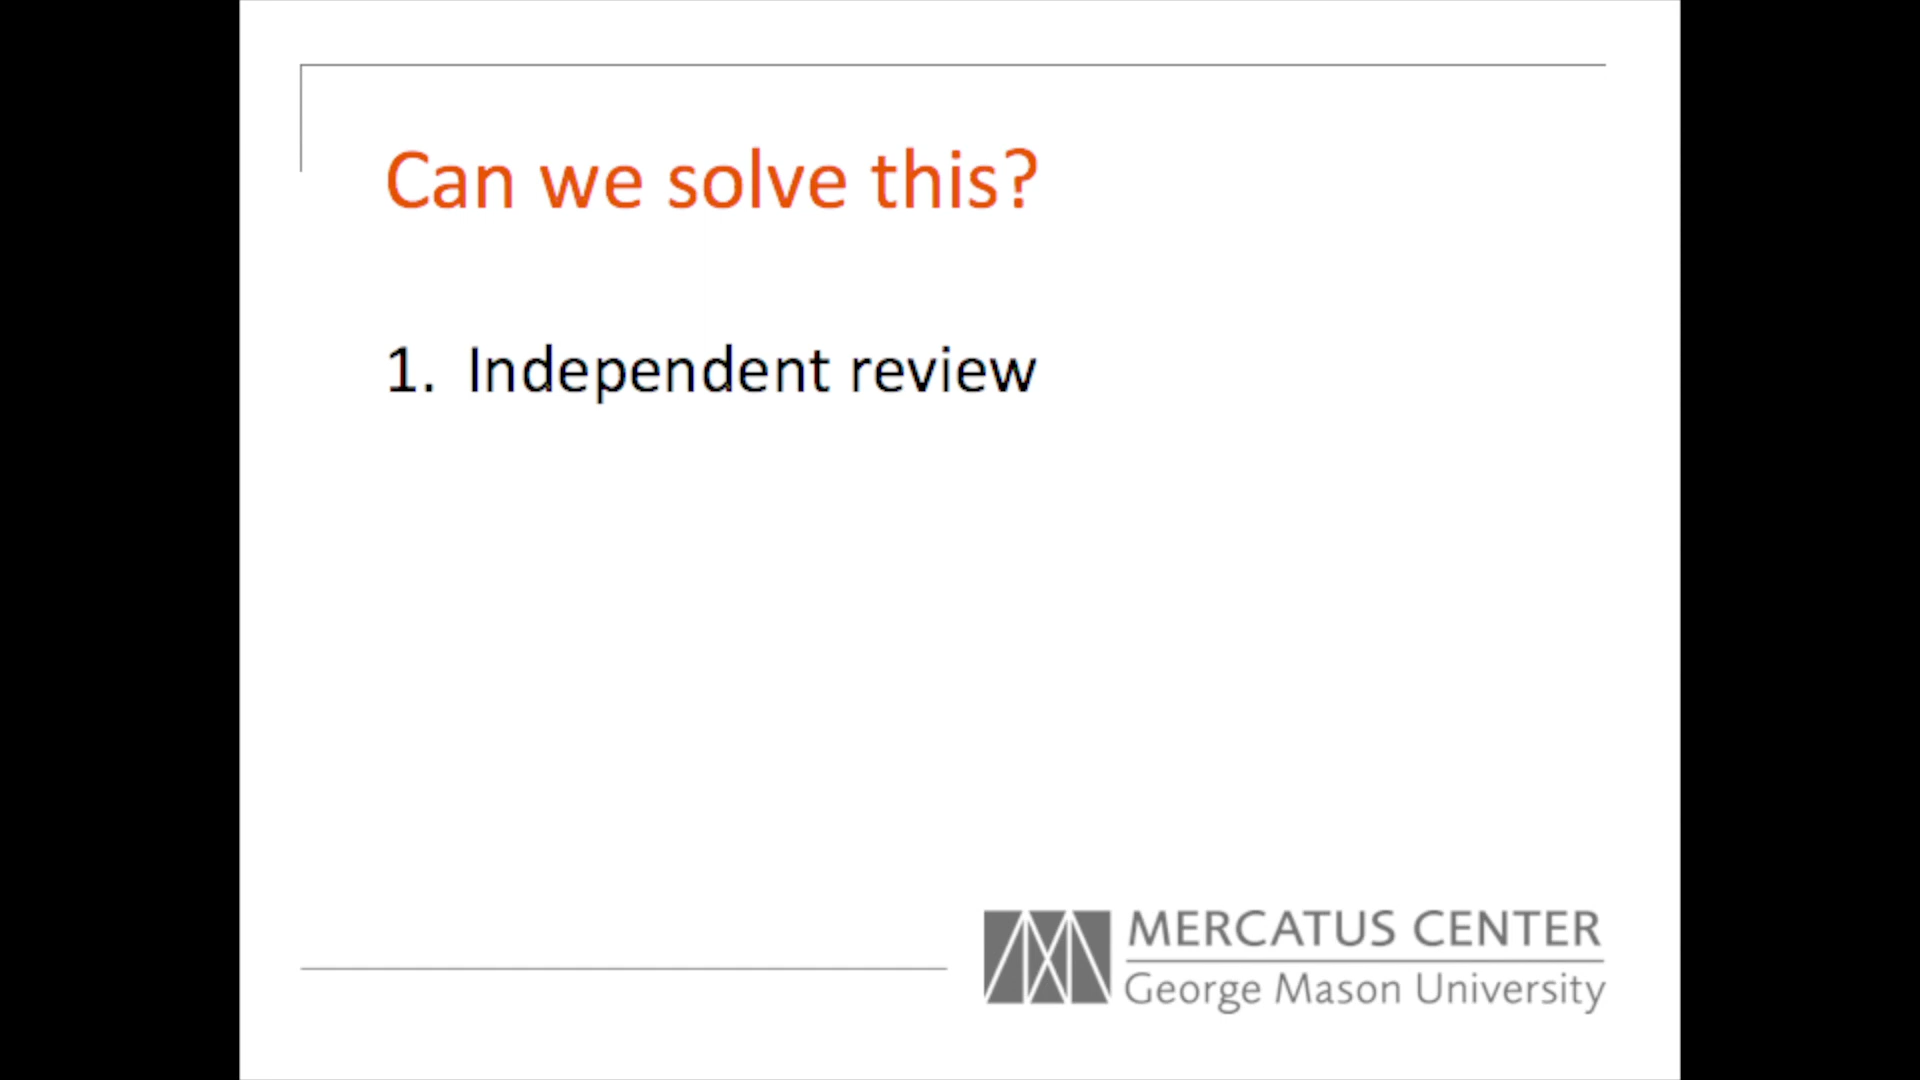 Can we solve this?
1. Independent review
MERCATUS CENTER
George Mason University